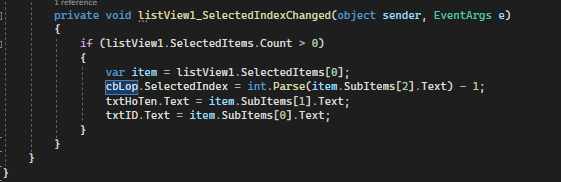 1 reference
private void listView1_SelectedIndexChanged(object sender, EventArgs e)
{
if (listView1.SelectedItems.Count > 0)
{
var item = listView1.SelectedItems[0];
cbLop.SelectedIndex = int.Parse(item.SubItems[2].Text) - 1;
txtHoTen.Text = item.SubItems[1].Text;
txtID.Text = item.SubItems[0].Text;
}
}
}
}